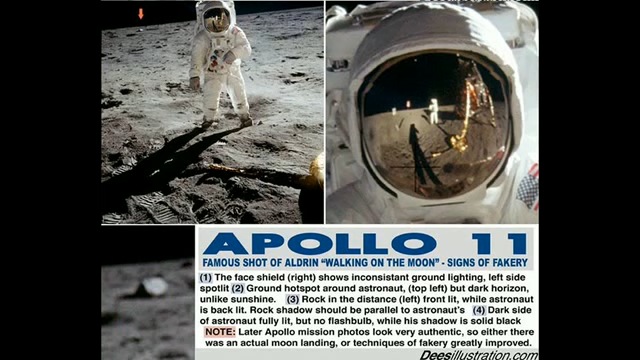 APOLLO 11
FAMOUS SHOT OF ALDRIN “WALKING ON THE MOON” - SIGNS OF FAKERY
(1) The face shield (right) shows inconsistant ground lighting, left side
spotlit (2) Ground hotspot around astronaut, (top left) but dark horizon,
unlike sunshine. (3) Rock in the distance (left) front lit, while astronaut
is back lit. Rock shadow should be parallel to astronaut's (4) Dark side
of astronaut fully lit, but no flashbulb, while his shadow is solid black
NOTE: Later Apollo mission photos look very authentic, so either there
was an actual moon landing, or techniques of fakery greatly improved.
Deesillustration.com